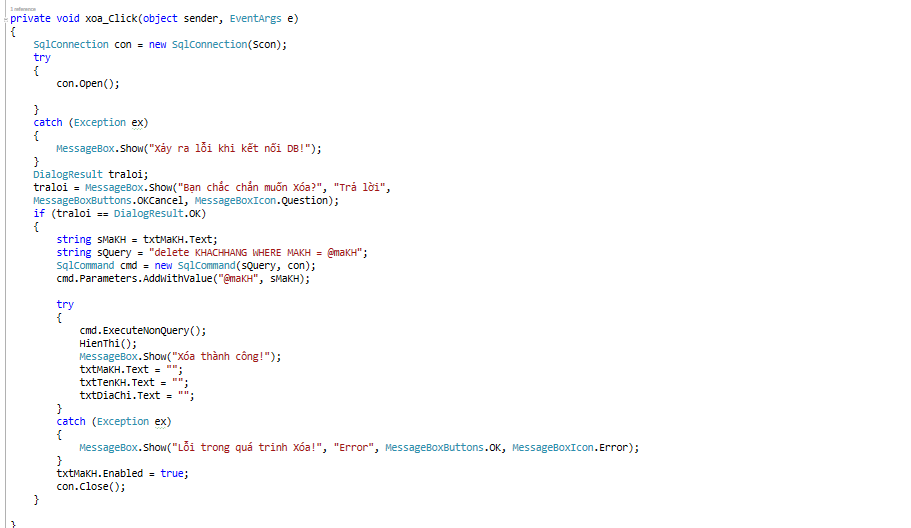 1 reference
private void xoa_Click(object sender, EventArgs e)
{
SqlConnection con = new SqlConnection(Scon);
try
{
con.Open();
}
catch (Exception ex)
{
MessageBox.Show("Xảy ra lỗi khi kết nối DB!");
}
DialogResult traloi;
traloi = MessageBox.Show("Bạn chắc chắn muốn Xóa?", "Trả lời",
MessageBoxButtons.OKCancel, MessageBoxIcon.Question);
if (traloi == DialogResult.OK)
{
string sMaKH = txtMaKH.Text;
string sQuery = "delete KHACHHANG WHERE MAKH = @maKH";
SqlCommand cmd = new SqlCommand(sQuery, con);
cmd.Parameters.AddWithValue("@maKH", sMaKH);
try
{
cmd.ExecuteNonQuery();
HienThi();
MessageBox.Show("Xóa thành công!");
txtMaKH.Text = "";
txtTenKH.Text = "";
txtDiaChi.Text = "";
}
catch (Exception ex)
{
MessageBox.Show("Lỗi trong quá trình Xóa!", "Error", MessageBoxButtons.OK, MessageBoxIcon.Error);
}
txtMaKH.Enabled = true;
con.Close();
}
}